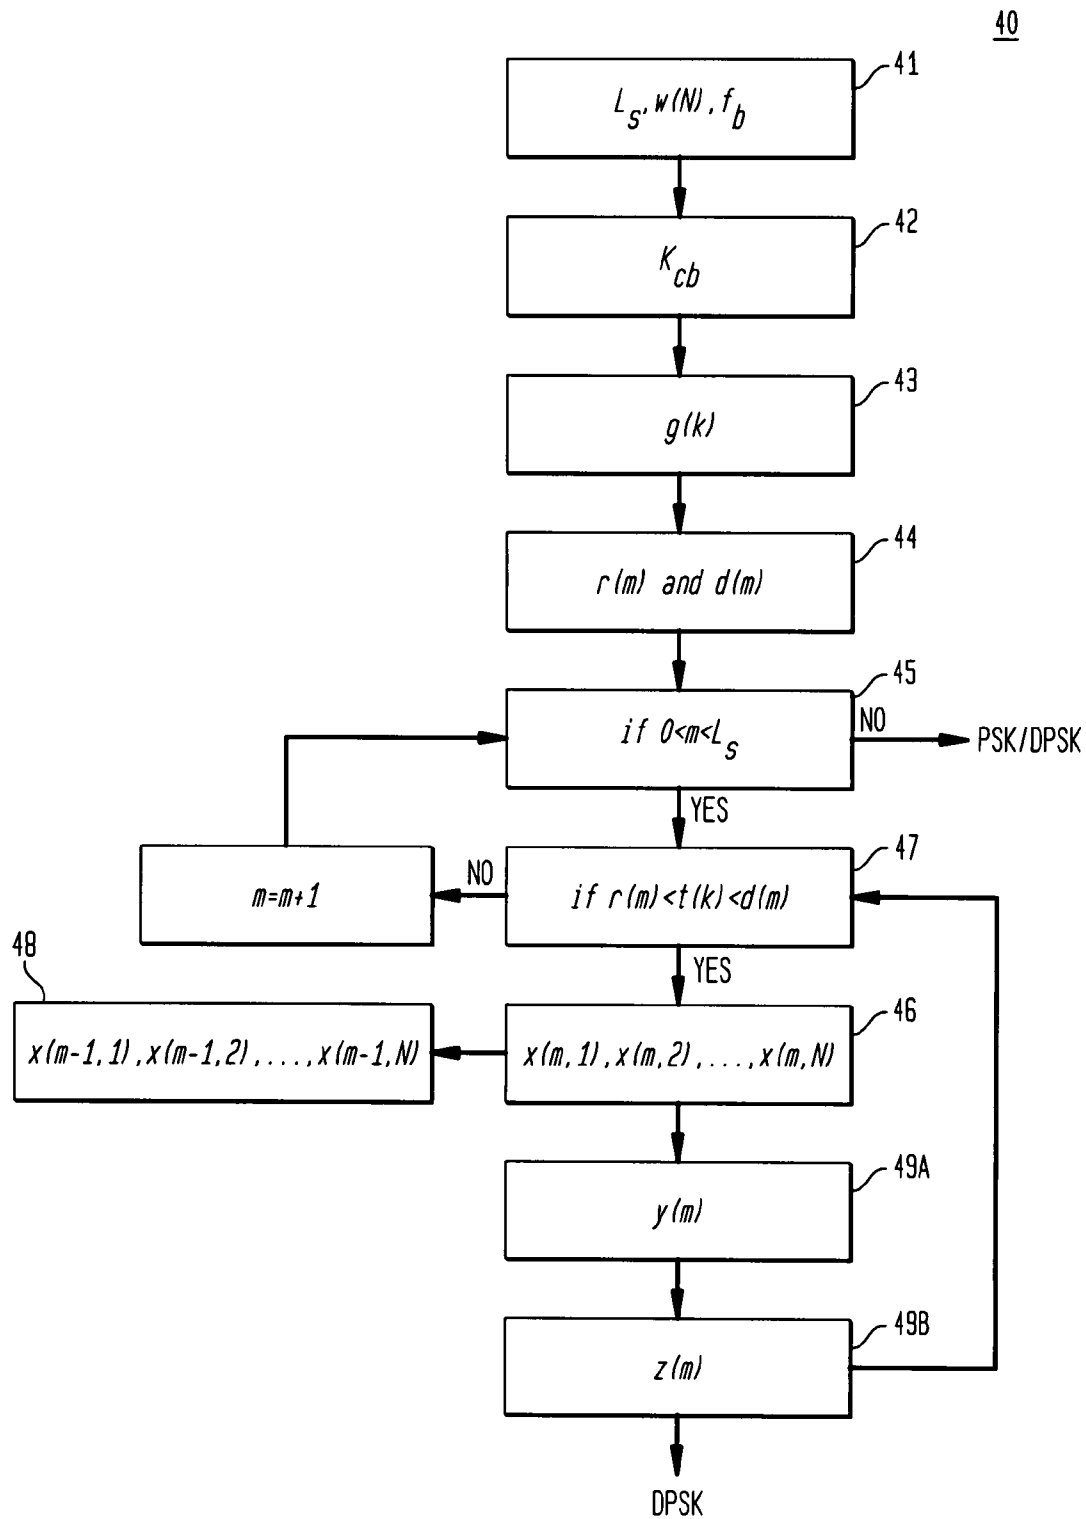 40
41
L_s, w(N), f_b
42
K_cb
43
g(k)
44
r(m) and d(m)
45
if 0<m<L_s
NO
PSK/DPSK
YES
47
m=m+1
NO
if r(m)<t(k)<d(m)
YES
48
46
x(m-1,1),x(m-1,2),...,x(m-1,N)
x(m,1),x(m,2),...,x(m,N)
49A
y(m)
49B
z(m)
DPSK